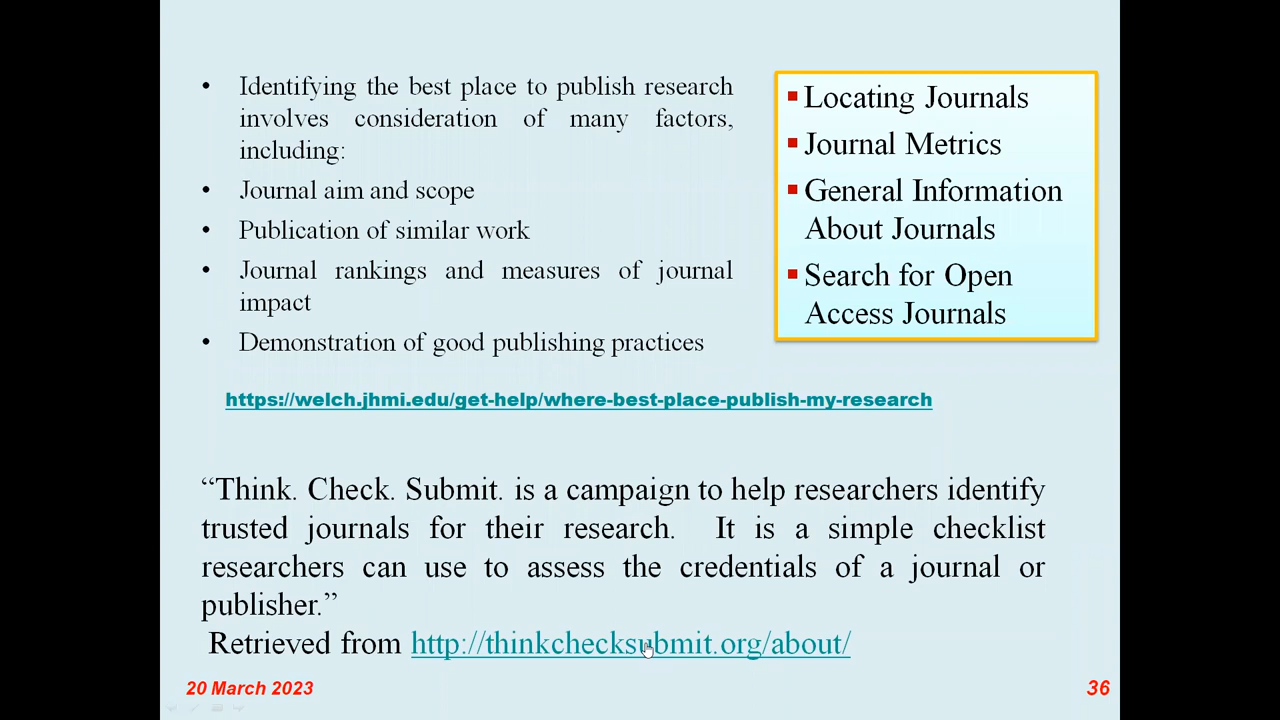 • Identifying the best place to publish research
involves consideration of many factors,
including:
• Journal aim and scope
• Publication of similar work
• Journal rankings and measures of journal
impact
• Demonstration of good publishing practices
▪ Locating Journals
▪ Journal Metrics
▪ General Information
About Journals
▪ Search for Open
Access Journals
https://welch.jhmi.edu/get-help/where-best-place-publish-my-research
“Think. Check. Submit. is a campaign to help researchers identify
trusted journals for their research. It is a simple checklist
researchers can use to assess the credentials of a journal or
publisher.”
Retrieved from http://thinkchecksubmit.org/about/
20 March 2023
36